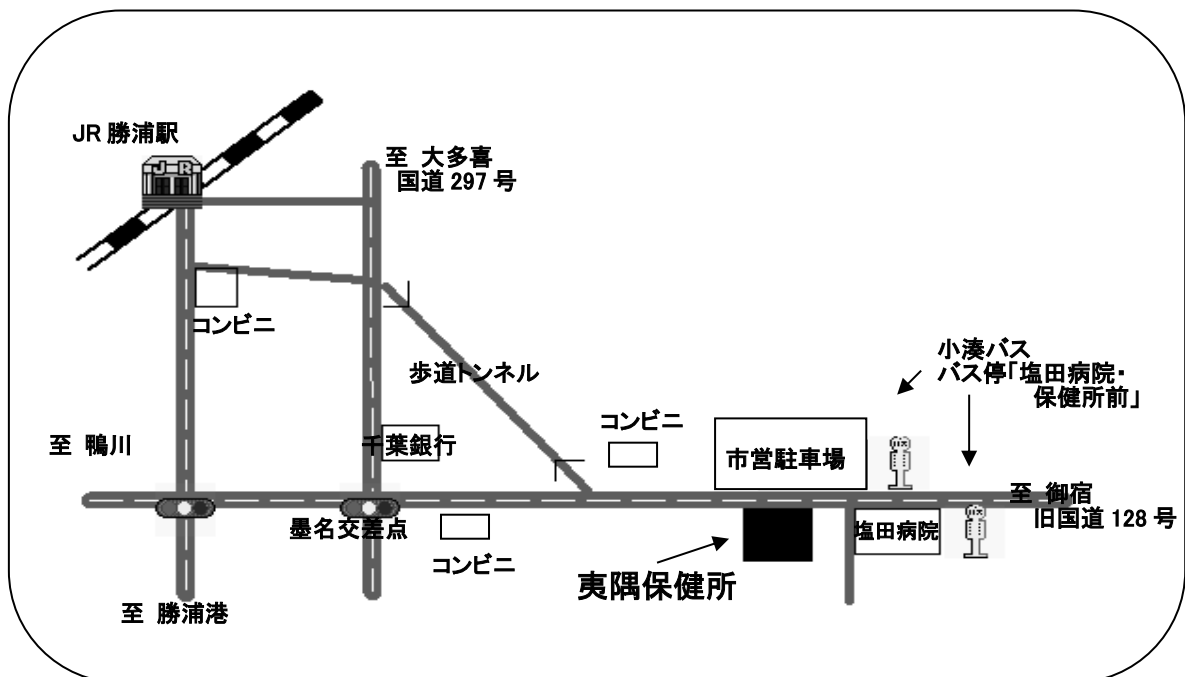 JR 勝浦駅
JR
至 大多喜
国道 297 号
コンビニ
歩道トンネル
小湊バス
バス停「塩田病院・
保健所前」
至 鴨川
千葉銀行
コンビニ
市営駐車場
至 御宿
旧国道 128 号
墨名交差点
塩田病院
コンビニ
夷隅保健所
至 勝浦港